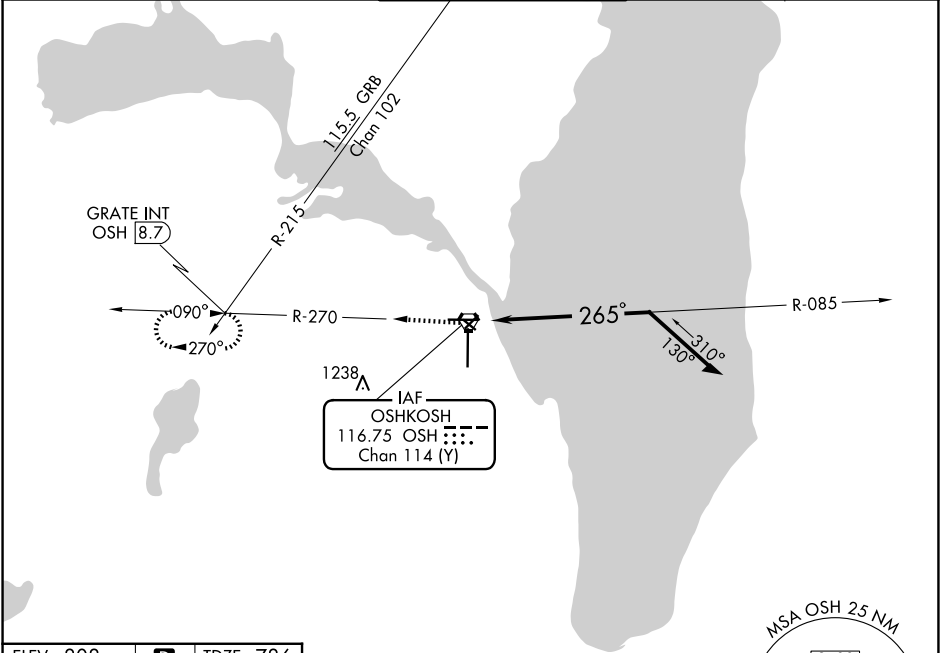 115.5 GRB
Chan 102
R-215
GRATE INT
OSH 8.7
090°
270°
R-270
265°
R-085
310°
130°
1238
IAF
OSHKOSH
116.75 OSH
Chan 114 (Y)
MSA OSH 25 NM